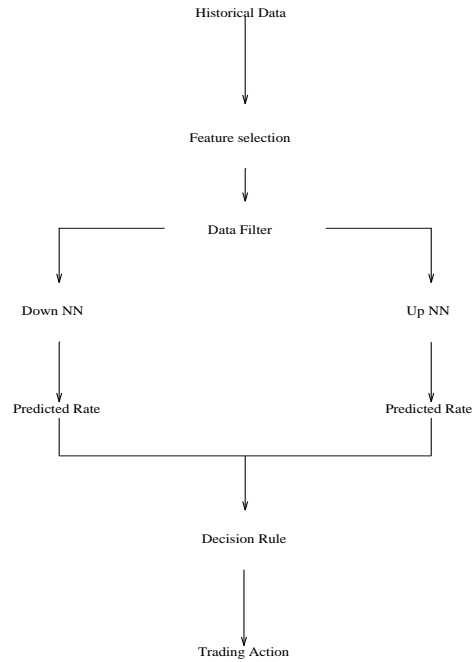 Historical Data
Feature selection
Data Filter
Down NN
Up NN
Predicted Rate
Predicted Rate
Decision Rule
Trading Action